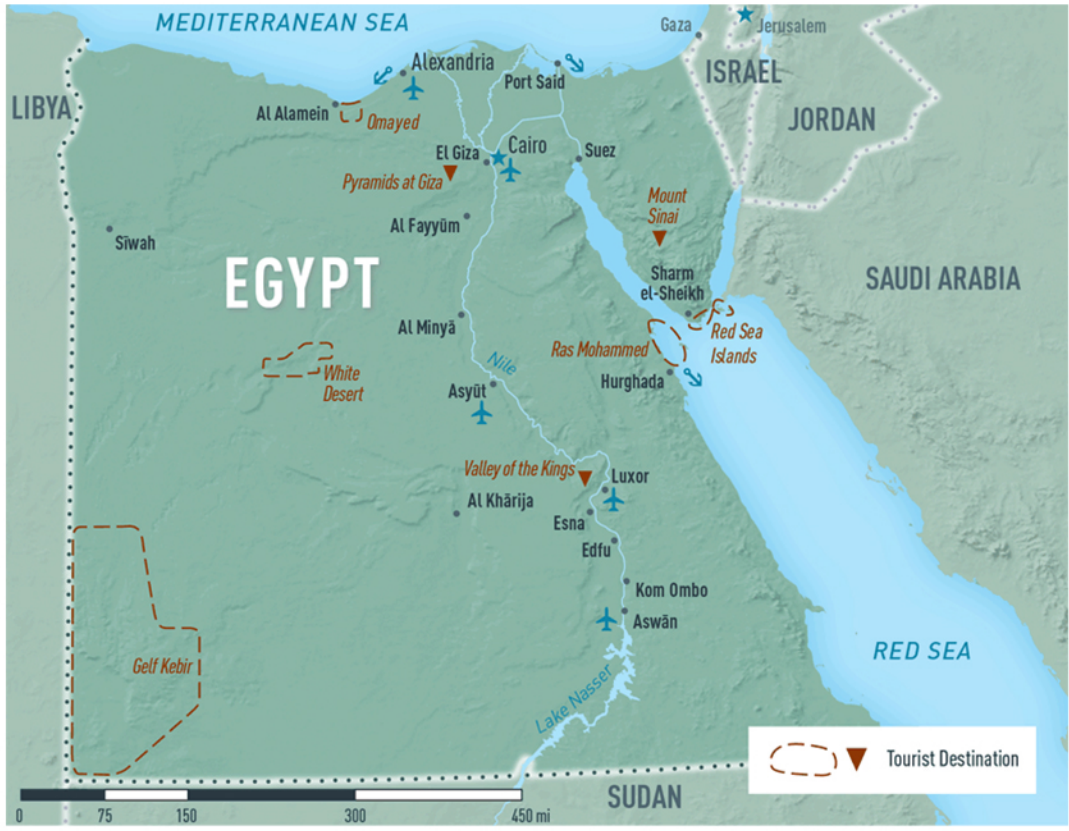 MEDITERRANEAN SEA
Gaza
Jerusalem
Alexandria
Port Said
ISRAEL
LIBYA
Al Alamein
Omayed
JORDAN
El Giza
Cairo
Suez
Pyramids at Giza
Mount
Sinai
Al Fayyūm
Sīwah
EGYPT
Sharm
el-Sheikh
SAUDI ARABIA
Al Minyā
Ras Mohammed
Red Sea
Islands
Nile
White
Desert
Asyūt
Hurghada
Valley of the Kings
Luxor
Al Khārija
Esna
Edfu
Kom Ombo
Aswān
Gelf Kebir
RED SEA
Lake Nasser
Tourist Destination
SUDAN
0 75 150 300 450 mi